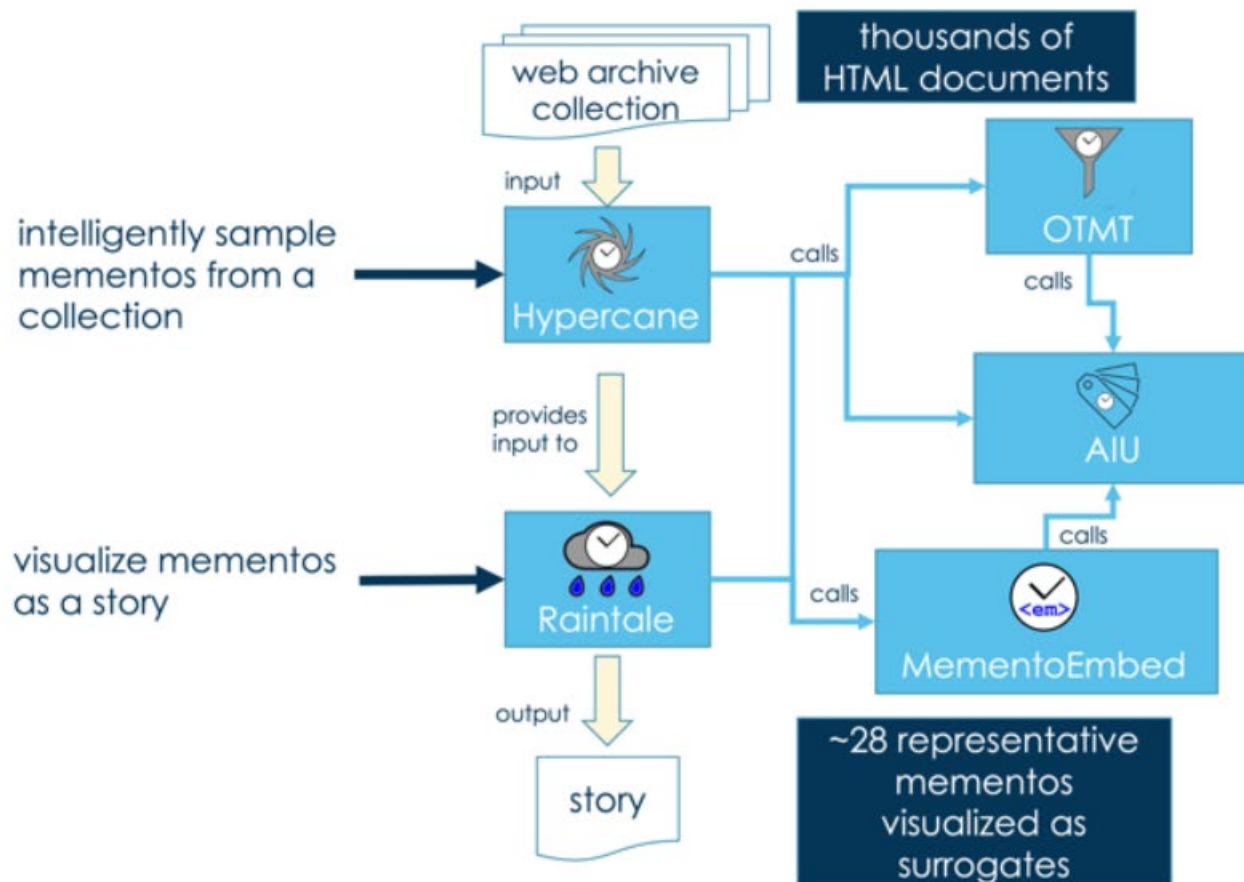 web archive
collection
thousands of
HTML documents
input
OTMT
intelligently sample
mementos from a
collection
Hypercane
calls
calls
provides
input to
AIU
visualize mementos
as a story
Raintale
calls
calls
<em>
MementoEmbed
output
story
~28 representative
mementos
visualized as
surrogates